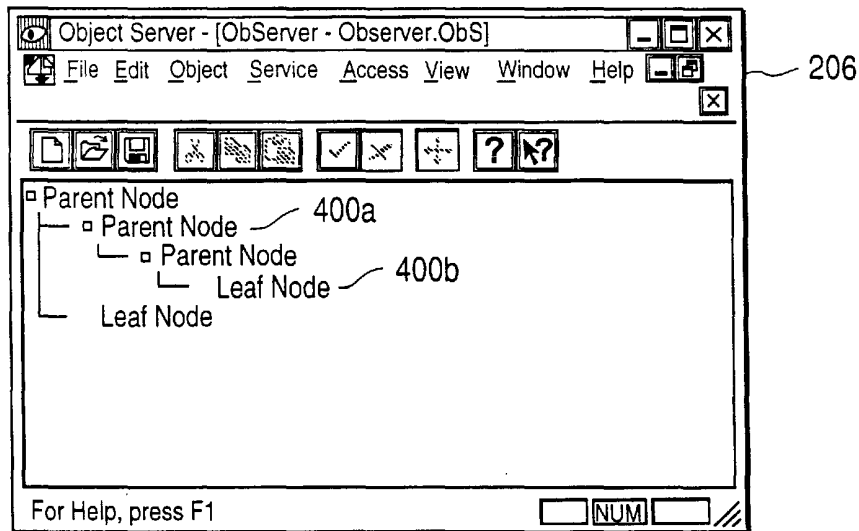 Object Server - [ObServer - Observer.ObS]
File Edit Object Service Access View Window Help
206
Parent Node
Parent Node
400a
Parent Node
Leaf Node
400b
Leaf Node
For Help, press F1
NUM